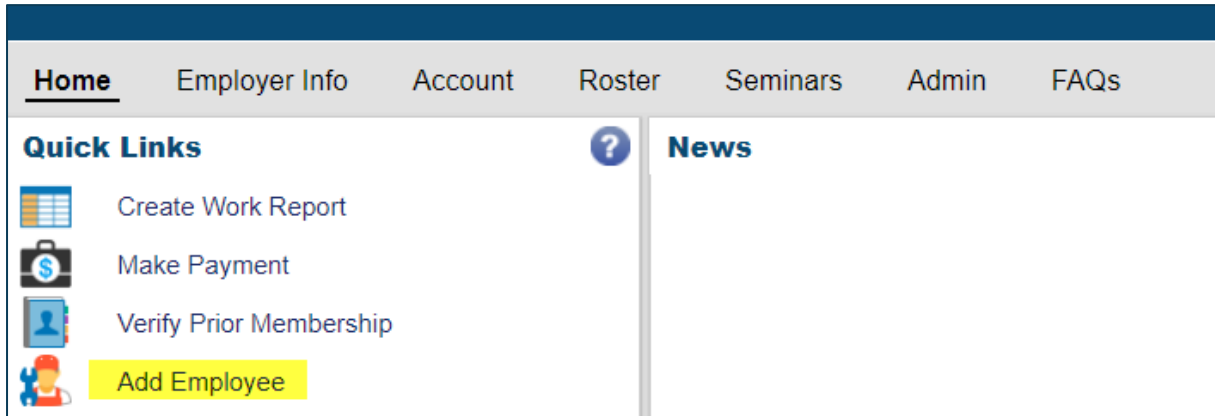 Home Employer Info Account Roster Seminars Admin FAQs
Quick Links ?
News
Create Work Report
$ Make Payment
Verify Prior Membership
Add Employee